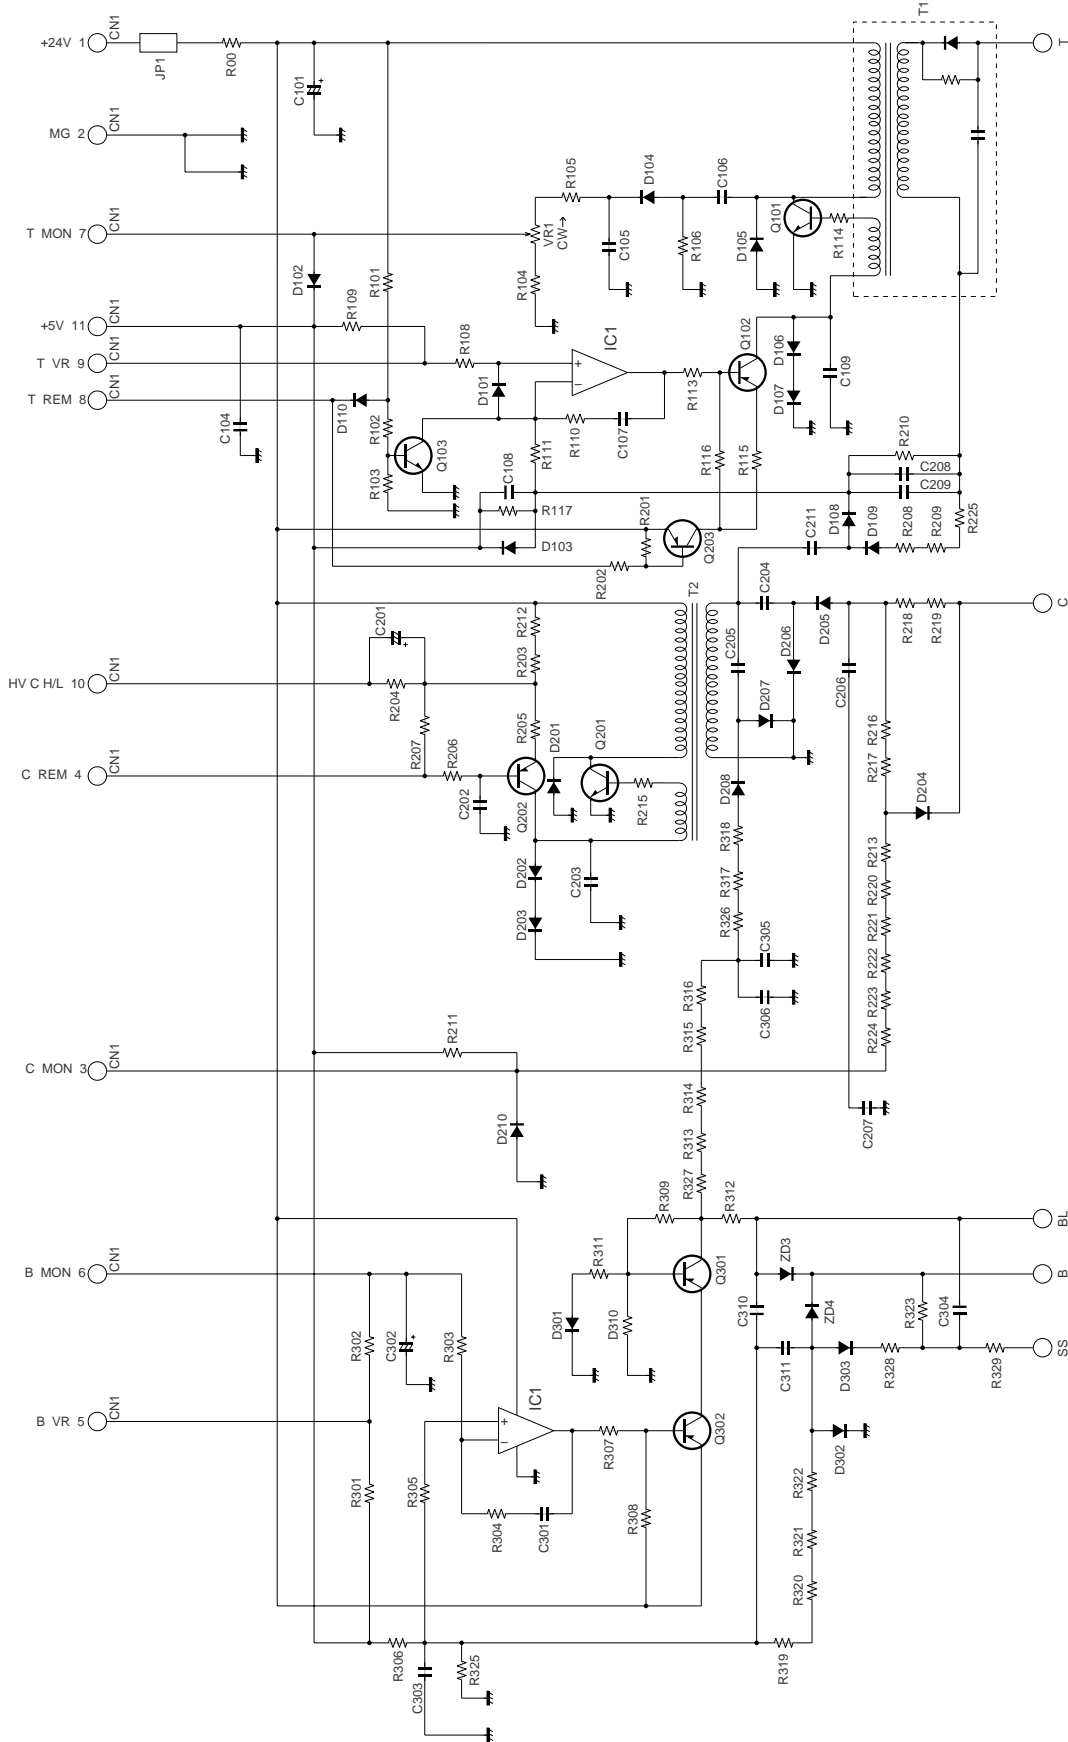 T1
+24V 1
CN1
JP1
R00
C101
T
MG 2
CN1
T MON 7
CN1
D102
R101
R105
VR1
CW→
R104
C105
D104
R106
C106
D105
Q101
R114
+5V 11
CN1
R109
T VR 9
CN1
R108
D101
IC1
Q102
R113
D106
D107
C109
T REM 8
CN1
C104
D110
R102
R103
Q103
R110
C107
R111
C108
R117
D103
R116
R115
R201
R202
Q203
R210
C208
C209
C211
D108
D109
R208
R209
R225
T2
C201
R212
R203
C205
C204
D206
D205
C206
R218
R219
C
HV C H/L 10
CN1
R204
R207
R205
D201
Q201
D207
R216
R217
C REM 4
CN1
R206
C202
Q202
R215
D208
D204
D202
D203
C203
R318
R317
R326
R213
R220
R221
R222
R223
R224
C305
C306
R316
R315
R211
C MON 3
CN1
D210
R314
R313
R327
C207
R309
R312
BL
B MON 6
CN1
R311
Q301
ZD3
B
R302
C302
R303
D301
D310
C310
ZD4
R323
C304
C311
D303
R328
R329
SS
B VR 5
CN1
IC1
R301
R305
R304
C301
R307
R308
Q302
D302
R322
R321
R320
R306
C303
R325
R319